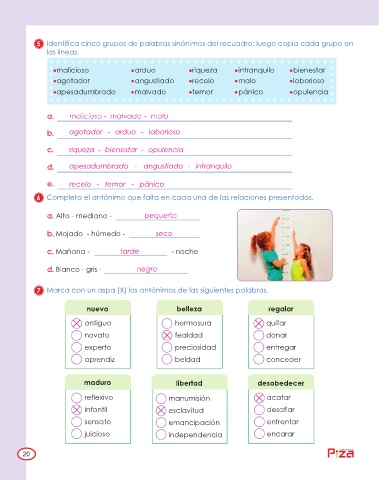 5 Identifica cinco grupos de palabras sinónimos del recuadro; luego copia cada grupo en
las líneas.
•malicioso •arduo •riqueza •intranquilo •bienestar
•agotador •angustiado •recelo •malo •laborioso
•apesadumbrado •malvado •temor •pánico •opulencia
a. malicioso - malvado - malo
b. agotador - arduo - laborioso
c. riqueza - bienestar - opulencia
d. apesadumbrado - angustiado - intranquilo
e. recelo - temor - pánico
6 Completa el antónimo que falta en cada una de las relaciones presentadas.
a. Alto - mediano - pequeño
b. Mojado - húmedo - seco
c. Mañana - tarde - noche
d. Blanco - gris - negro
7 Marca con un aspa (X) los antónimos de las siguientes palabras.
nuevo belleza regalar
X antiguo hermosura X quitar
novato X fealdad donar
experto preciosidad entregar
aprendiz beldad conceder
maduro libertad desobedecer
reflexivo manumisión X acatar
X infantil X esclavitud desafiar
sensato emancipación enfrentar
juicioso independencia encarar
20